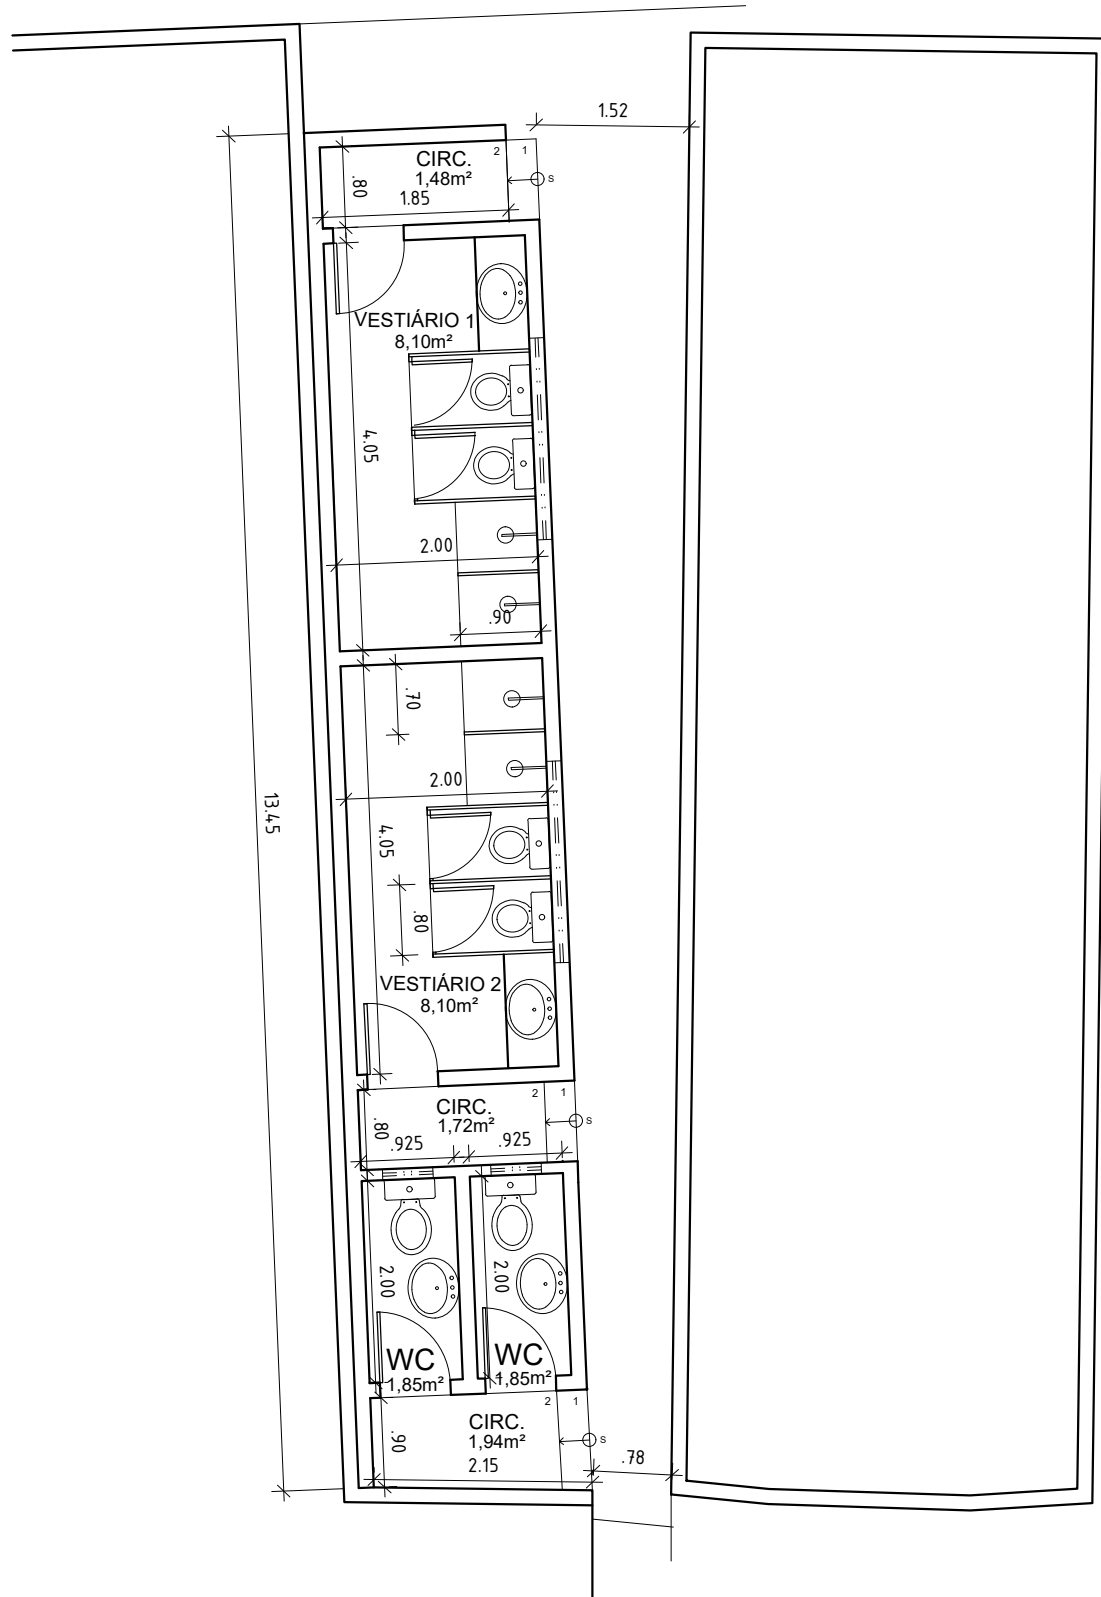 1.52
CIRC.
1,48m²
2
1
S
.80
1.85
VESTIÁRIO 1
8,10m²
4.05
2.00
.90
.70
2.00
13.45
4.05
.80
VESTIÁRIO 2
8,10m²
CIRC.
1,72m²
2
1
S
.80
.925
.925
2.00
2.00
WC
1,85m²
WC
1,85m²
CIRC.
1,94m²
2
1
S
.90
2.15
.78